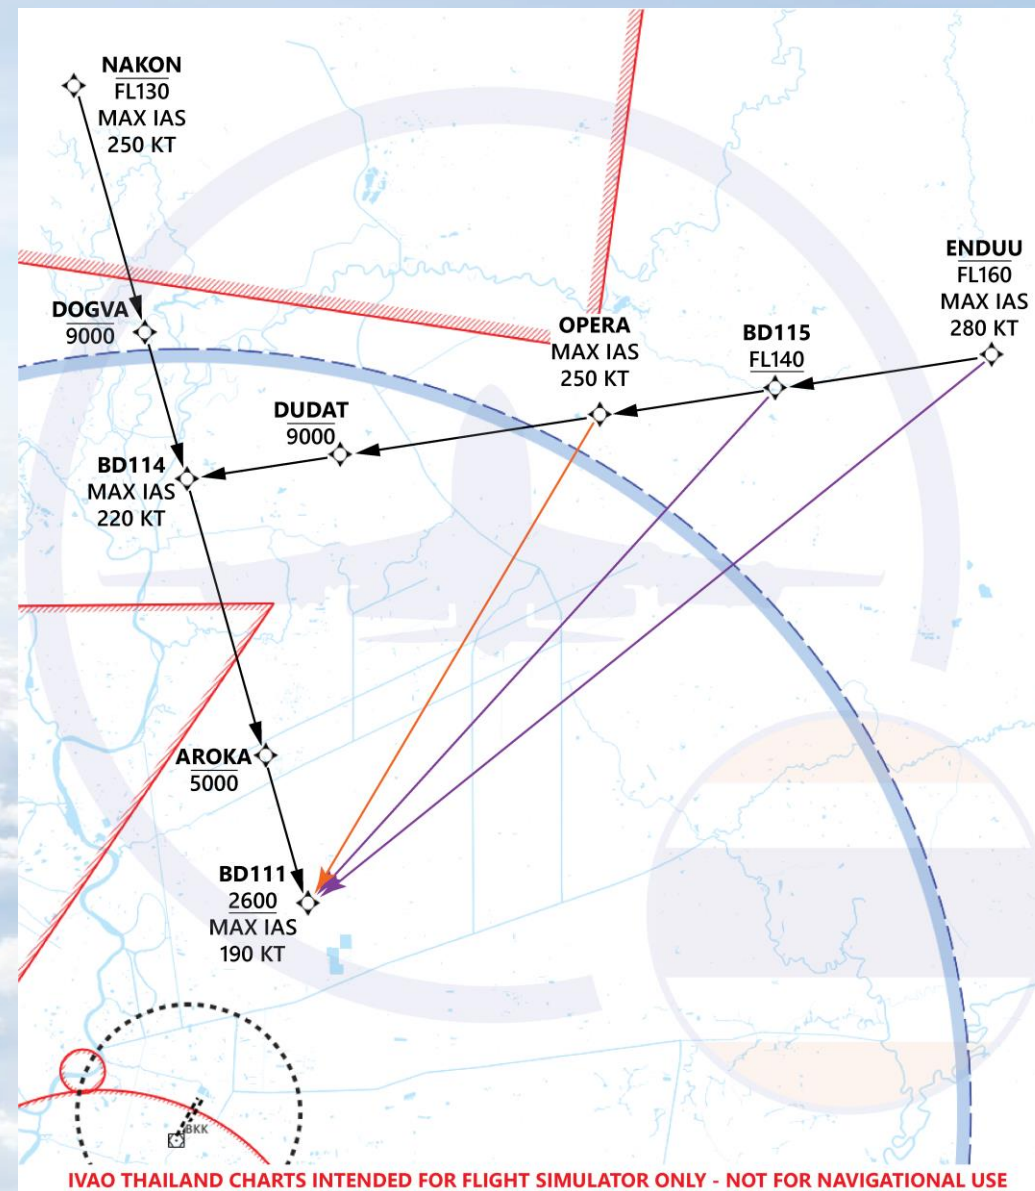 NAKON
FL130
MAX IAS
250 KT
ENDUU
FL160
MAX IAS
280 KT
DOGVA
9000
OPERA
MAX IAS
250 KT
BD115
FL140
DUDAT
9000
BD114
MAX IAS
220 KT
AROKA
5000
BD111
2600
MAX IAS
190 KT
BKK
IVAO THAILAND CHARTS INTENDED FOR FLIGHT SIMULATOR ONLY - NOT FOR NAVIGATIONAL USE